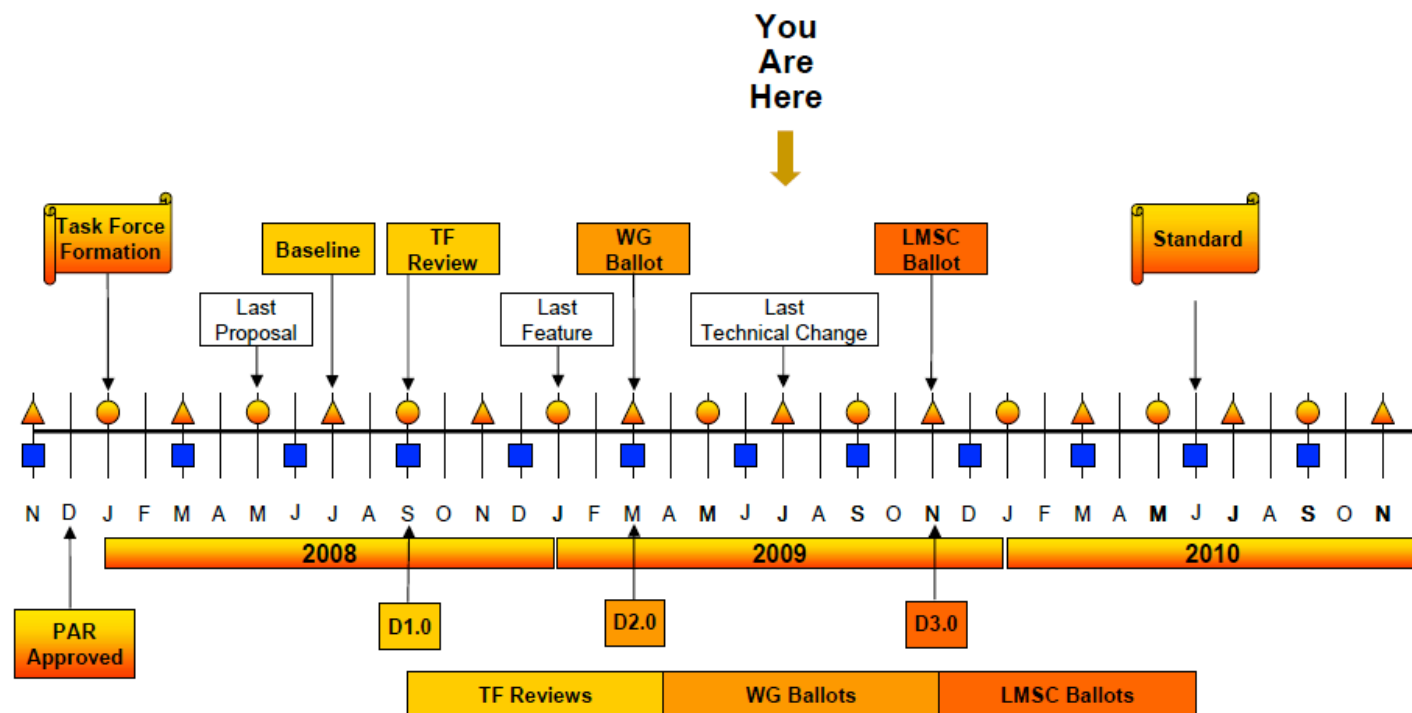 You
Are
Here
Task Force
Formation
Baseline
TF
Review
WG
Ballot
LMSC
Ballot
Standard
Last
Proposal
Last
Feature
Last
Technical Change
N D J F M A M J J A S O N D J F M A M J J A S O N D J F M A M J J A S O N
2008 2009 2010
PAR
Approved
D1.0
D2.0
D3.0
TF Reviews WG Ballots LMSC Ballots